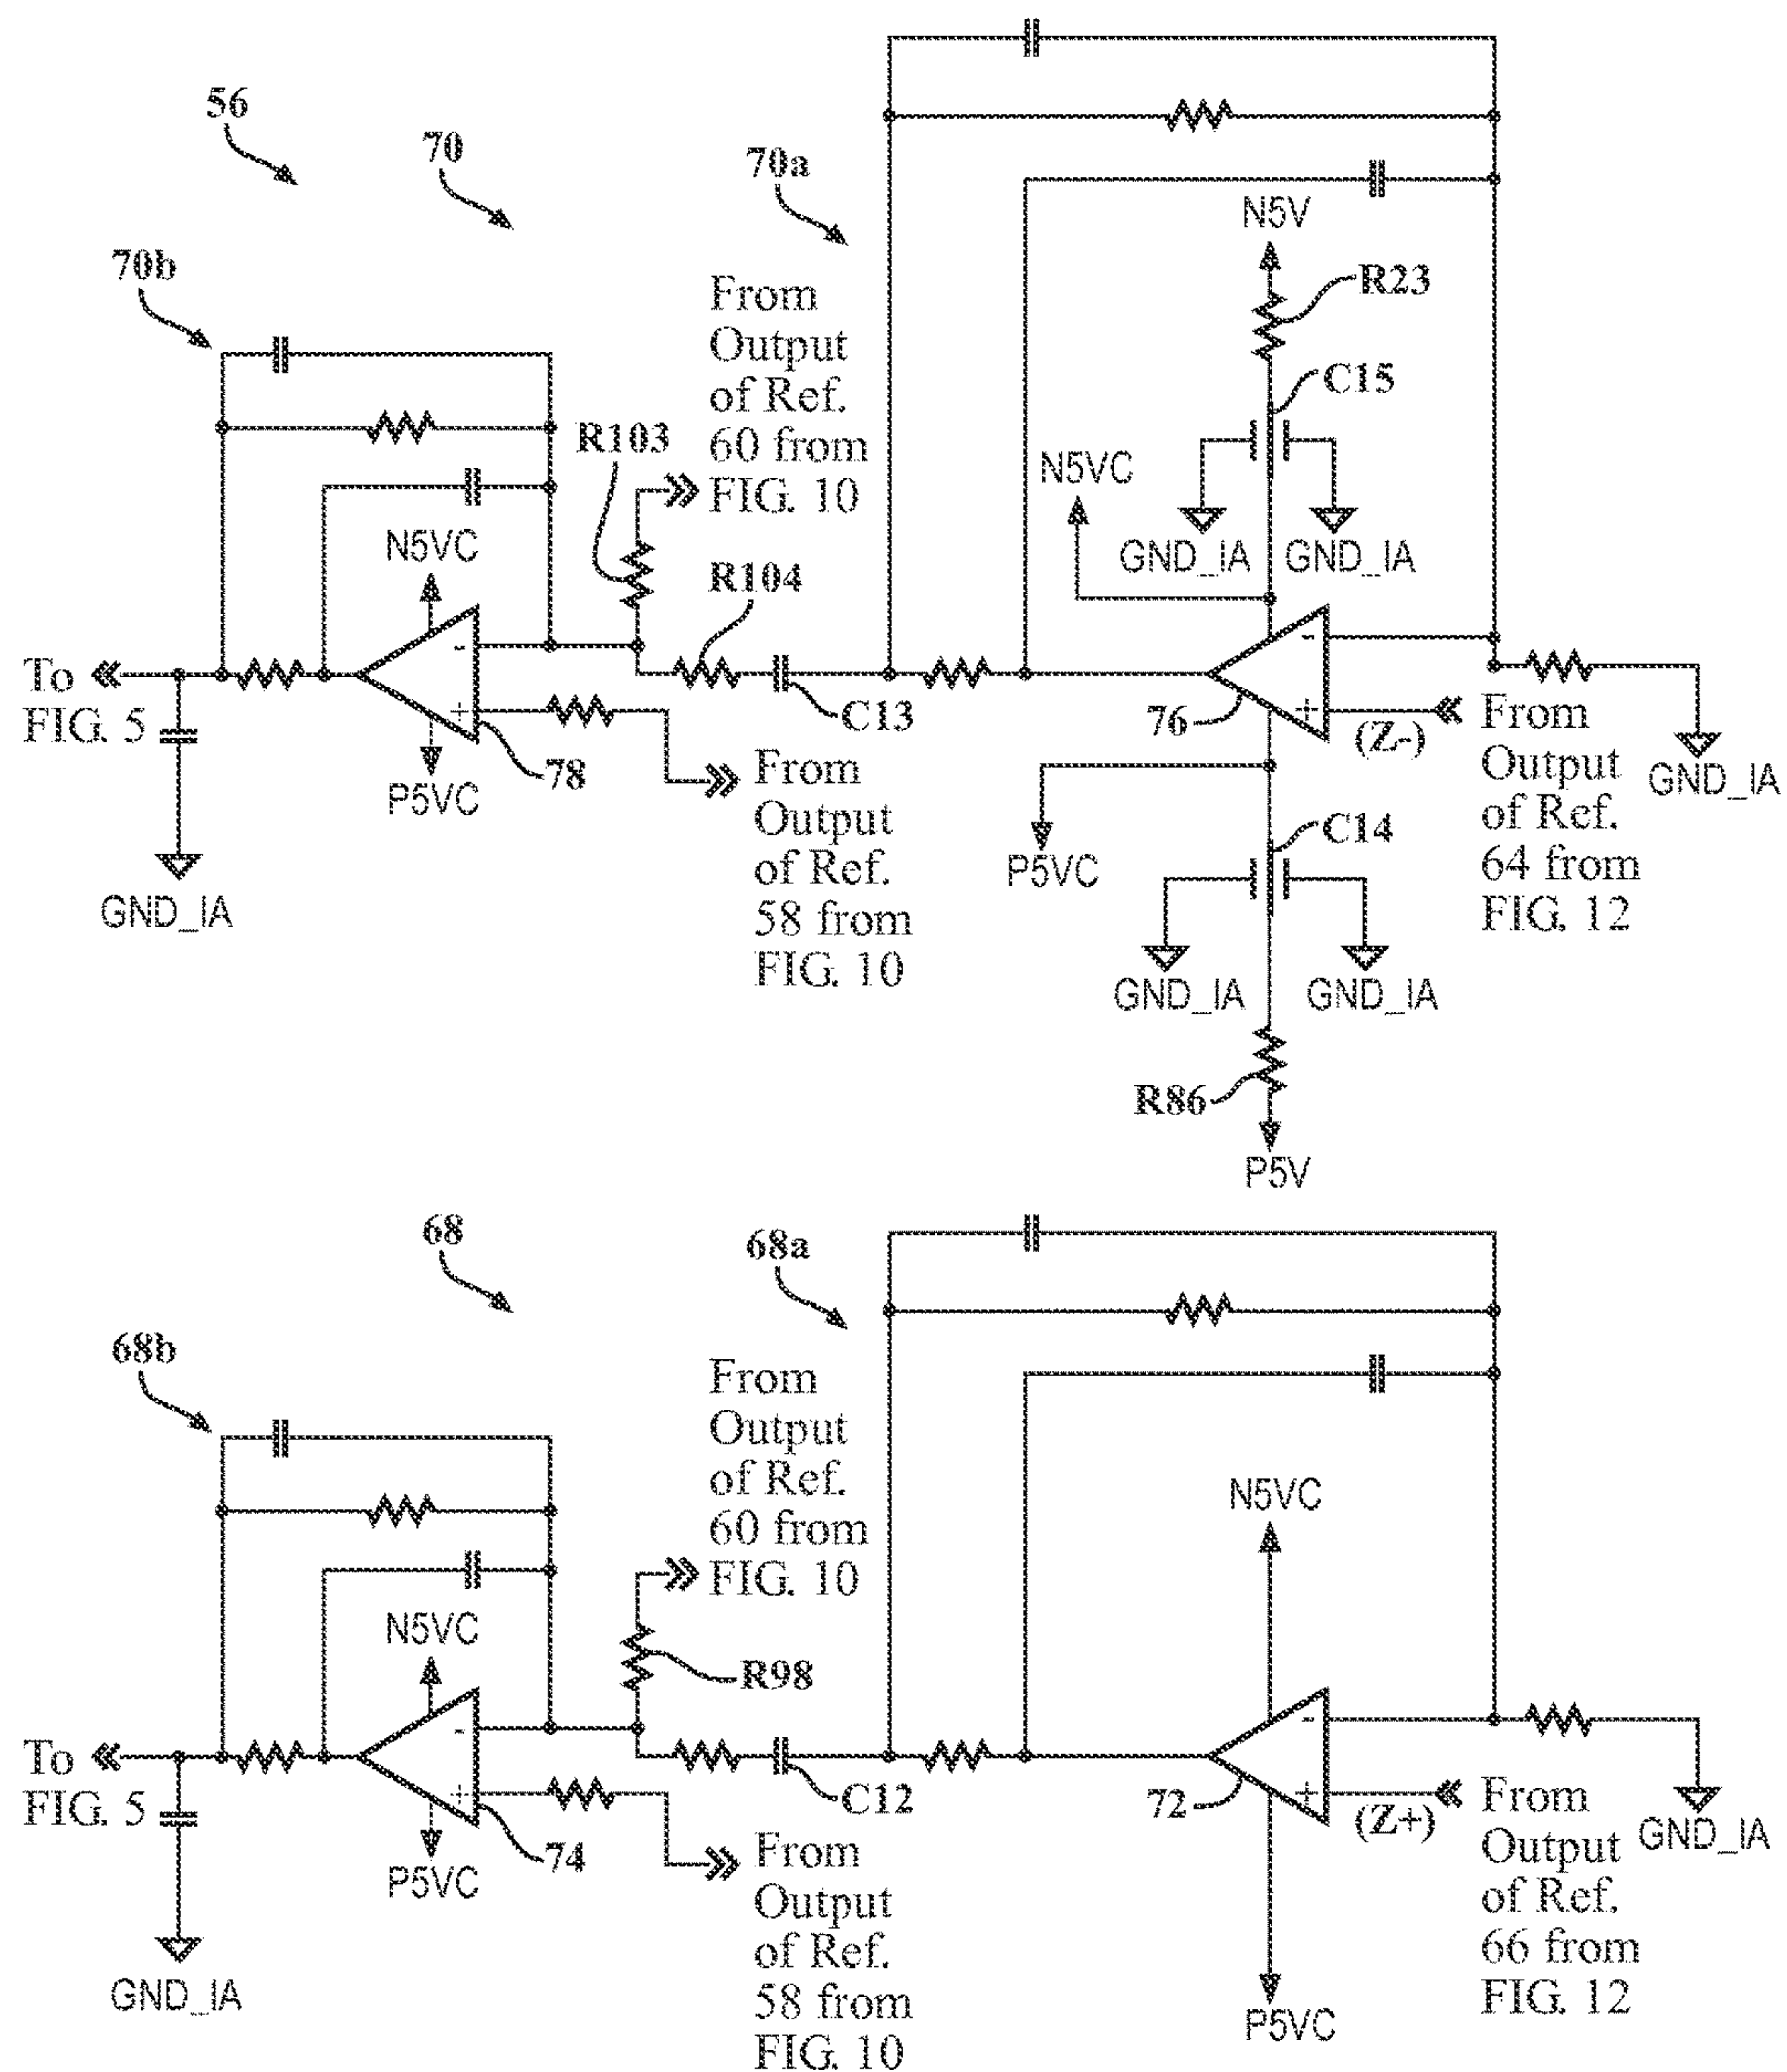 56
70
70a
70b
From
Output
of Ref.
60 from
FIG. 10
N5V
R23
C15
R103
N5VC
GND_IA
GND_IA
N5VC
R104
-
+
-
+
To
FIG. 5
78
P5VC
C13
76
(Z-)
From
Output
of Ref.
64 from
FIG. 12
GND_IA
From
Output
of Ref.
58 from
FIG. 10
P5VC
C14
GND_IA
GND_IA
GND_IA
R86
P5V
68
68a
68b
From
Output
of Ref.
60 from
FIG. 10
N5VC
N5VC
R98
-
+
-
+
To
FIG. 5
74
P5VC
C12
72
(Z+)
From
Output
of Ref.
66 from
FIG. 12
GND_IA
From
Output
of Ref.
58 from
FIG. 10
GND_IA
P5VC